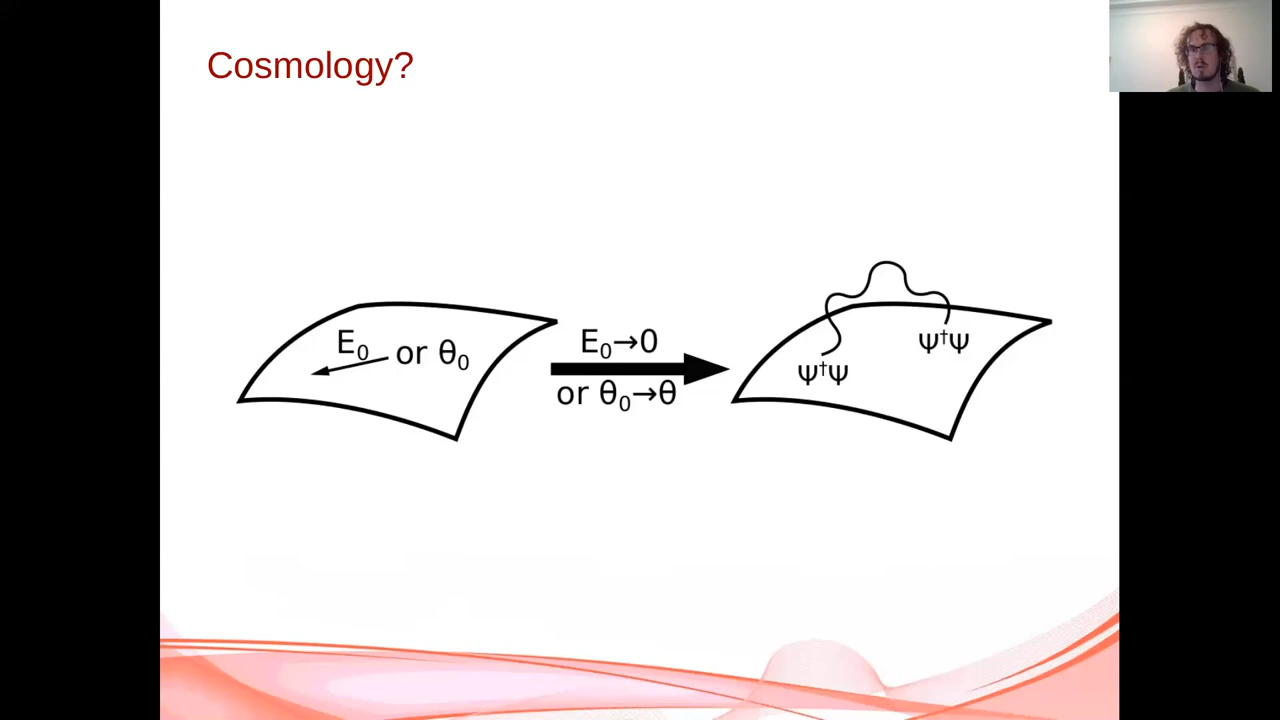 Cosmology?
E₀ or θ₀
E₀→0
or θ₀→θ
Ψ†Ψ
Ψ†Ψ